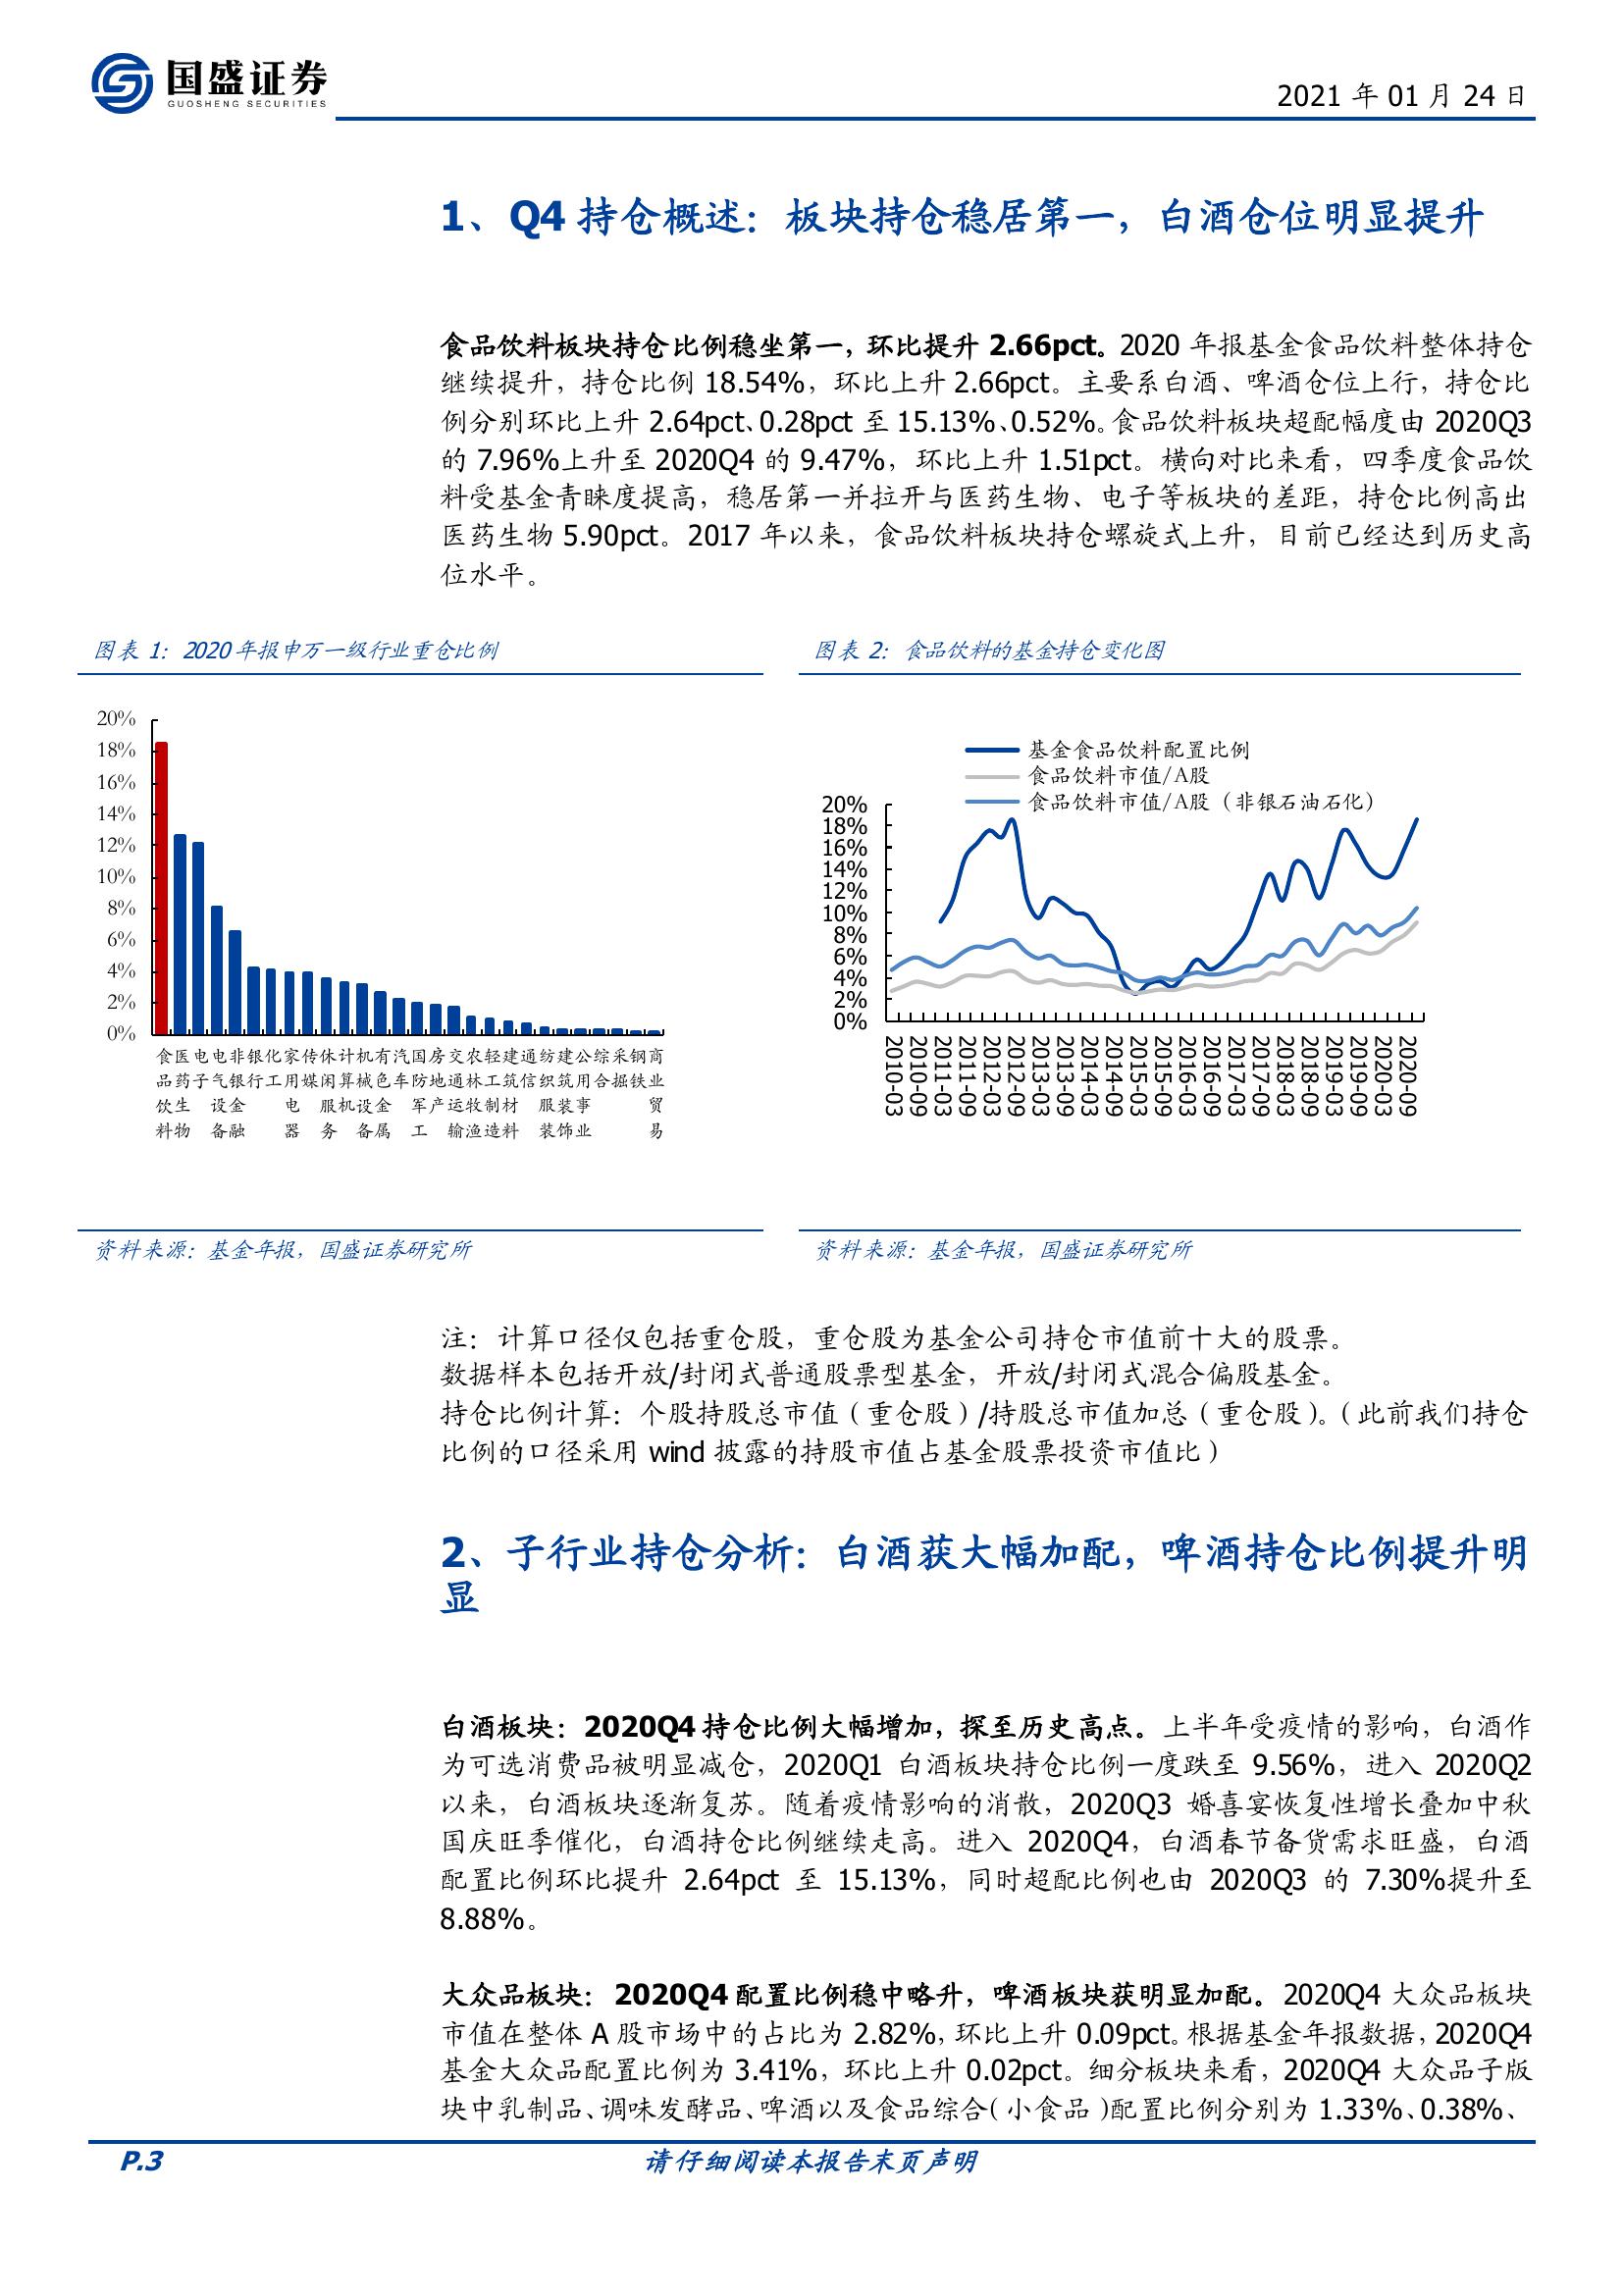 国盛证券
GUOSHENG SECURITIES
2021 年 01 月 24 日
1、Q4 持仓概述：板块持仓稳居第一，白酒仓位明显提升
食品饮料板块持仓比例稳坐第一，环比提升 2.66pct。2020 年报基金食品饮料整体持仓
继续提升，持仓比例 18.54%，环比上升 2.66pct。主要系白酒、啤酒仓位上行，持仓比
例分别环比上升 2.64pct、0.28pct 至 15.13%、0.52%。食品饮料板块超配幅度由 2020Q3
的 7.96%上升至 2020Q4 的 9.47%，环比上升 1.51pct。横向对比来看，四季度食品饮
料受基金青睐度提高，稳居第一并拉开与医药生物、电子等板块的差距，持仓比例高出
医药生物 5.90pct。2017 年以来，食品饮料板块持仓螺旋式上升，目前已经达到历史高
位水平。
图表 1：2020 年报申万一级行业重仓比例
20%
18%
16%
14%
12%
10%
8%
6%
4%
2%
0%
食品饮料
医药生物
电子
电气设备
非银金融
银行
化工
家用电器
传媒
休闲服务
计算机
机械设备
有色金属
汽车
国防军工
房地产
交通运输
农林牧渔
轻工制造
建筑材料
通信
纺织服装
建筑装饰
公用事业
综合
采掘
钢铁
商业贸易
资料来源：基金年报，国盛证券研究所
图表 2：食品饮料的基金持仓变化图
基金食品饮料配置比例
食品饮料市值/A股
食品饮料市值/A股（非银石油石化）
20%
18%
16%
14%
12%
10%
8%
6%
4%
2%
0%
2010-03
2010-09
2011-03
2011-09
2012-03
2012-09
2013-03
2013-09
2014-03
2014-09
2015-03
2015-09
2016-03
2016-09
2017-03
2017-09
2018-03
2018-09
2019-03
2019-09
2020-03
2020-09
资料来源：基金年报，国盛证券研究所
注：计算口径仅包括重仓股，重仓股为基金公司持仓市值前十大的股票。
数据样本包括开放/封闭式普通股票型基金，开放/封闭式混合偏股基金。
持仓比例计算：个股持股总市值（重仓股）/持股总市值加总（重仓股）。（此前我们持仓
比例的口径采用 wind 披露的持股市值占基金股票投资市值比）
2、子行业持仓分析：白酒获大幅加配，啤酒持仓比例提升明
显
白酒板块：2020Q4 持仓比例大幅增加，探至历史高点。上半年受疫情的影响，白酒作
为可选消费品被明显减仓，2020Q1 白酒板块持仓比例一度跌至 9.56%，进入 2020Q2
以来，白酒板块逐渐复苏。随着疫情影响的消散，2020Q3 婚喜宴恢复性增长叠加中秋
国庆旺季催化，白酒持仓比例继续走高。进入 2020Q4，白酒春节备货需求旺盛，白酒
配置比例环比提升 2.64pct 至 15.13%，同时超配比例也由 2020Q3 的 7.30%提升至
8.88%。
大众品板块：2020Q4 配置比例稳中略升，啤酒板块获明显加配。2020Q4 大众品板块
市值在整体 A 股市场中的占比为 2.82%，环比上升 0.09pct。根据基金年报数据，2020Q4
基金大众品配置比例为 3.41%，环比上升 0.02pct。细分板块来看，2020Q4 大众品子版
块中乳制品、调味发酵品、啤酒以及食品综合（小食品）配置比例分别为 1.33%、0.38%、
P.3
请仔细阅读本报告末页声明